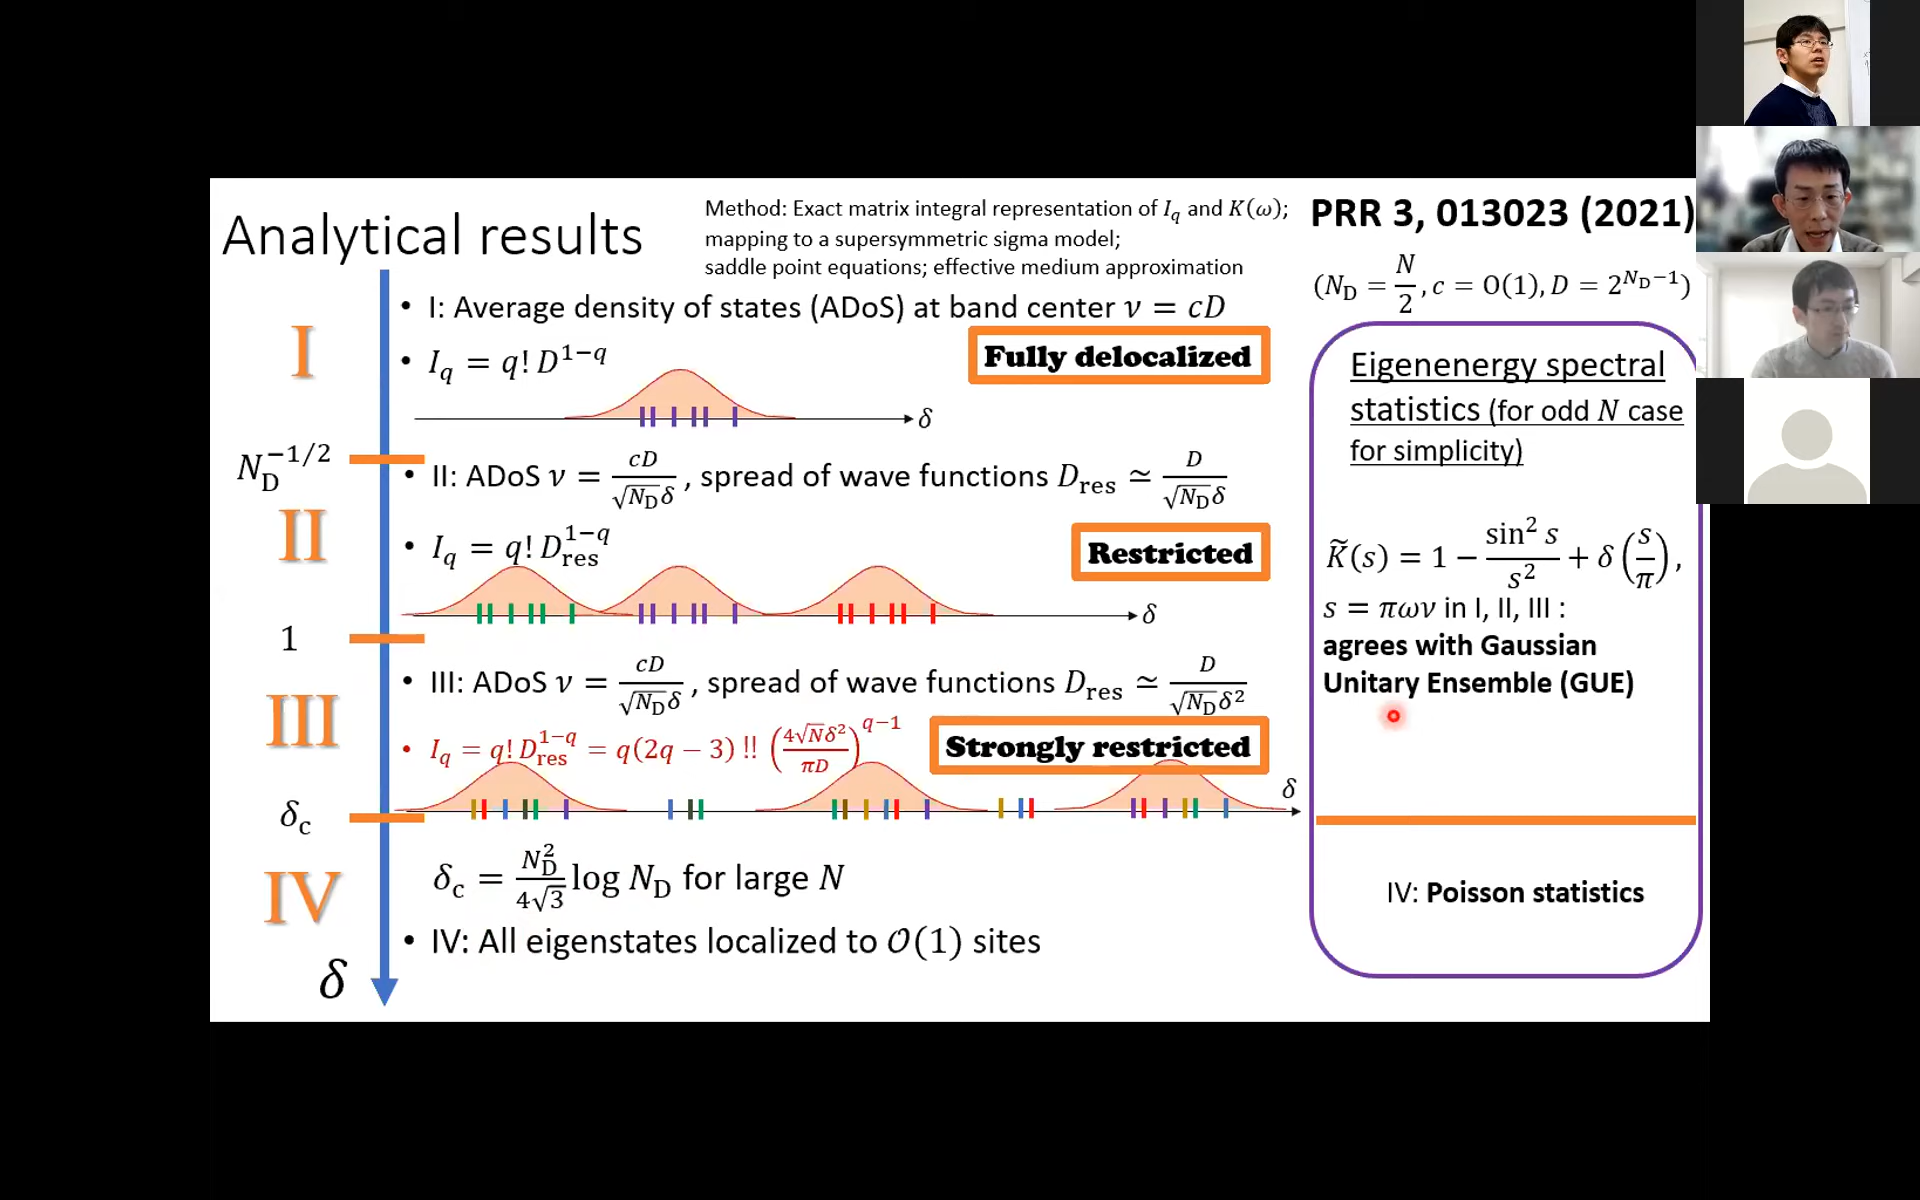 Analytical results
Method: Exact matrix integral representation of I_q and K(ω);
mapping to a supersymmetric sigma model;
saddle point equations; effective medium approximation
PRR 3, 013023 (2021)
(N_D = N/2, c = O(1), D = 2^{N_D−1})
I
• I: Average density of states (ADoS) at band center ν = cD
• I_q = q! D^{1−q}
Fully delocalized
δ
N_D^{−1/2}
• II: ADoS ν = cD/(√N_D δ), spread of wave functions D_res ≃ D/(√N_D δ)
II
• I_q = q! D_res^{1−q}
Restricted
δ
1
• III: ADoS ν = cD/(√N_D δ), spread of wave functions D_res ≃ D/(√N_D δ²)
III
• I_q = q! D_res^{1−q} = q(2q − 3)!! (4√N δ²/πD)^{q−1}
Strongly restricted
δ
δ_c
δ_c = N_D²/(4√3) log N_D for large N
IV
• IV: All eigenstates localized to 𝒪(1) sites
δ
Eigenenergy spectral
statistics (for odd N case
for simplicity)
K̃(s) = 1 − sin² s/s² + δ(s/π),
s = πων in I, II, III :
agrees with Gaussian
Unitary Ensemble (GUE)
IV: Poisson statistics